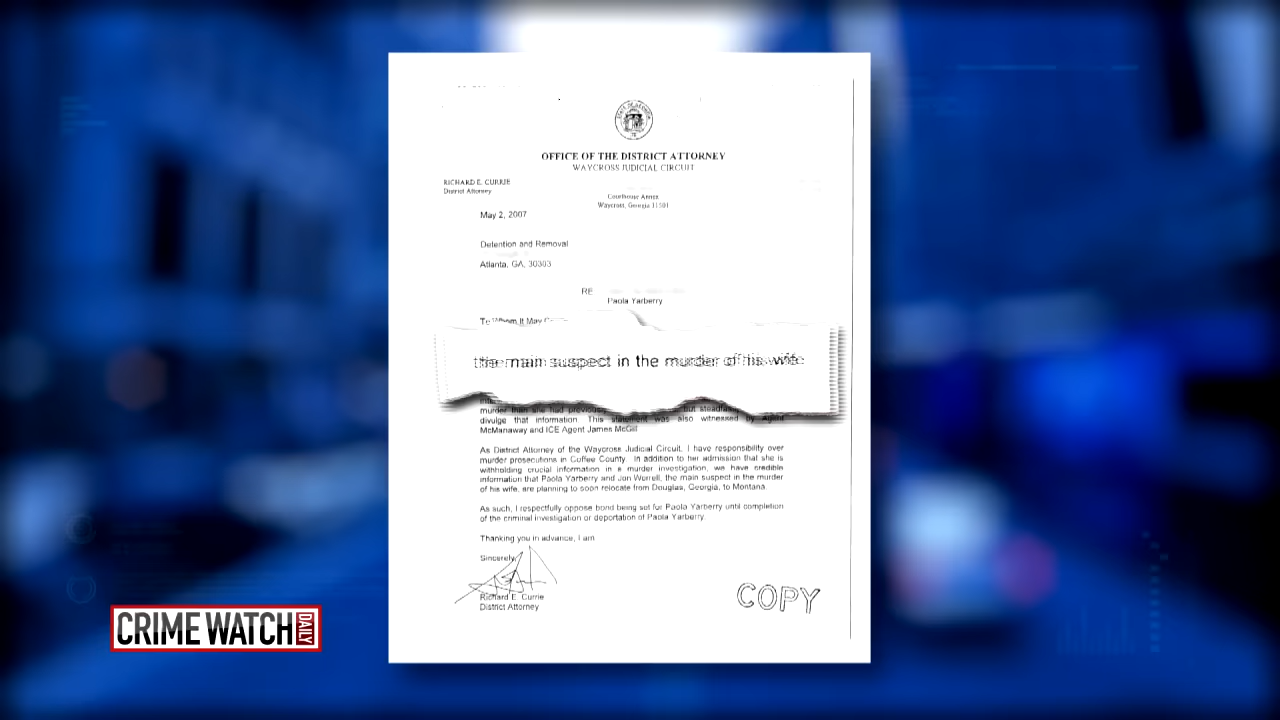 OFFICE OF THE DISTRICT ATTORNEY
WAYCROSS JUDICIAL CIRCUIT
RICHARD E. CURRIE
District Attorney
Courthouse Annex
Waycross, Georgia 11501
May 2, 2007
Detention and Removal
Atlanta, GA, 30303
RE
Paola Yarberry
To Whom It May
the main suspect in the murder of his wife
murder than she had previously but
divulge that information. This statement was also witnessed by Agent
McManaway and ICE Agent James McGill
As District Attorney of the Waycross Judicial Circuit, I have responsibility over
murder prosecutions in Coffee County. In addition to her admission that she is
withholding crucial information in a murder investigation, we have credible
information that Paola Yarberry and Jon Worrell, the main suspect in the murder
of his wife, are planning to soon relocate from Douglas, Georgia, to Montana.
As such, I respectfully oppose bond being set for Paola Yarberry until completion
of the criminal investigation or deportation of Paola Yarberry.
Thanking you in advance, I am
Sincerely,
Richard E. Currie
District Attorney
COPY
CRIME WATCH DAILY